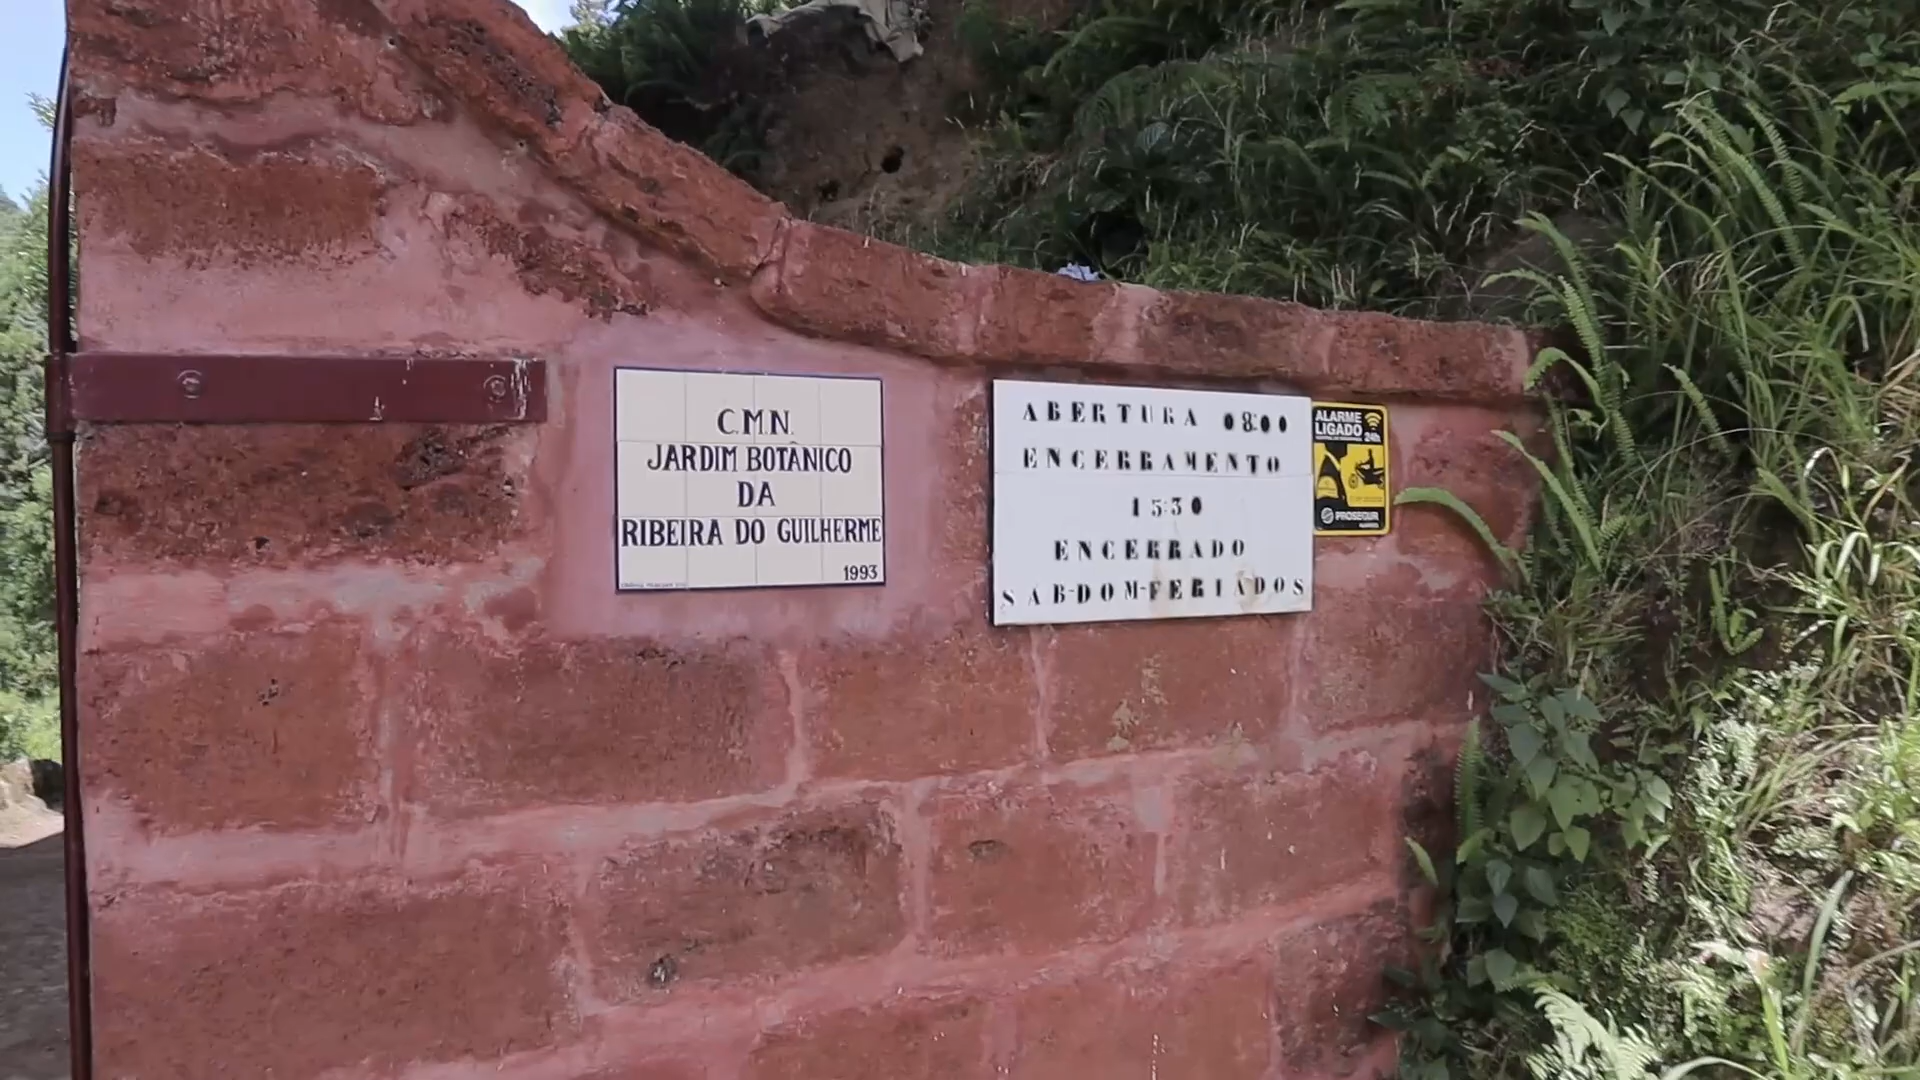 C.M.N.
JARDIM BOTÂNICO
DA
RIBEIRA DO GUILHERME
1993
ABERTURA 08:00
ENCERRAMENTO
15:30
ENCERRADO
SAB-DOM-FERIADOS
ALARME
LIGADO
24h
PROSEGUR